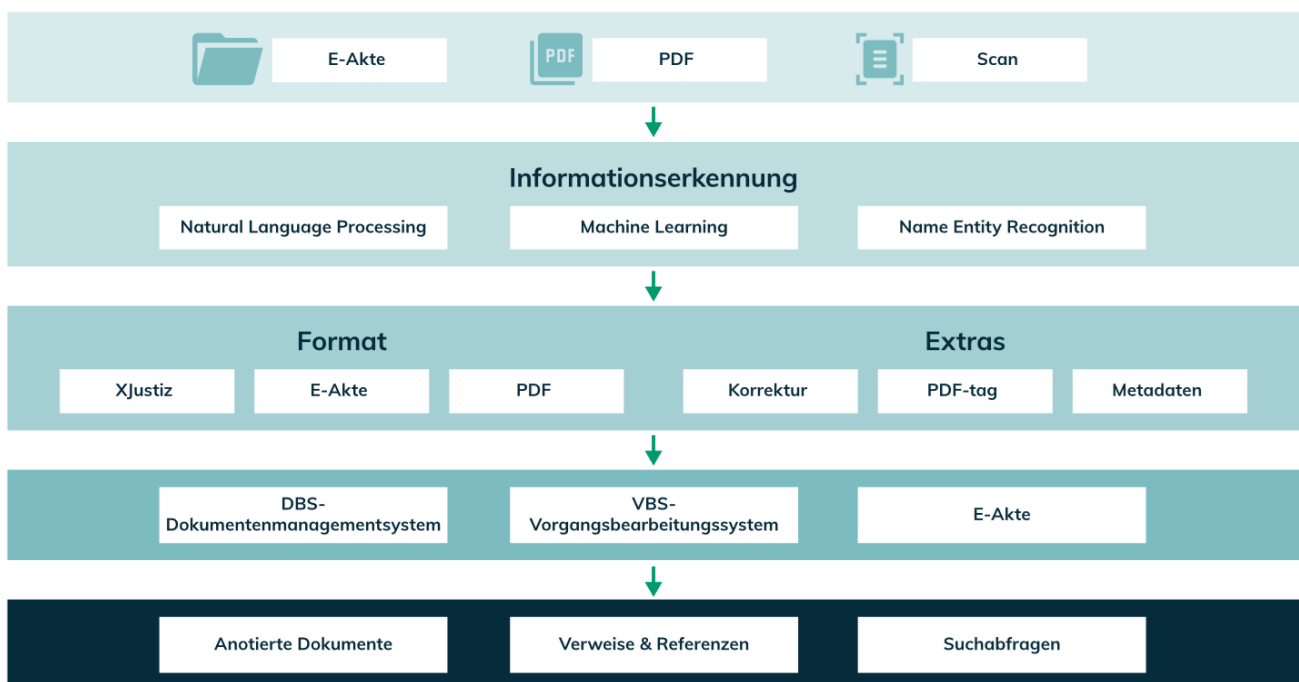 E-Akte
PDF
PDF
Scan
Informationserkennung
Natural Language Processing
Machine Learning
Name Entity Recognition
Format
Extras
XJustiz
E-Akte
PDF
Korrektur
PDF-tag
Metadaten
DBS-
Dokumentenmanagementsystem
VBS-
Vorgangsbearbeitungssystem
E-Akte
Anotierte Dokumente
Verweise & Referenzen
Suchabfragen